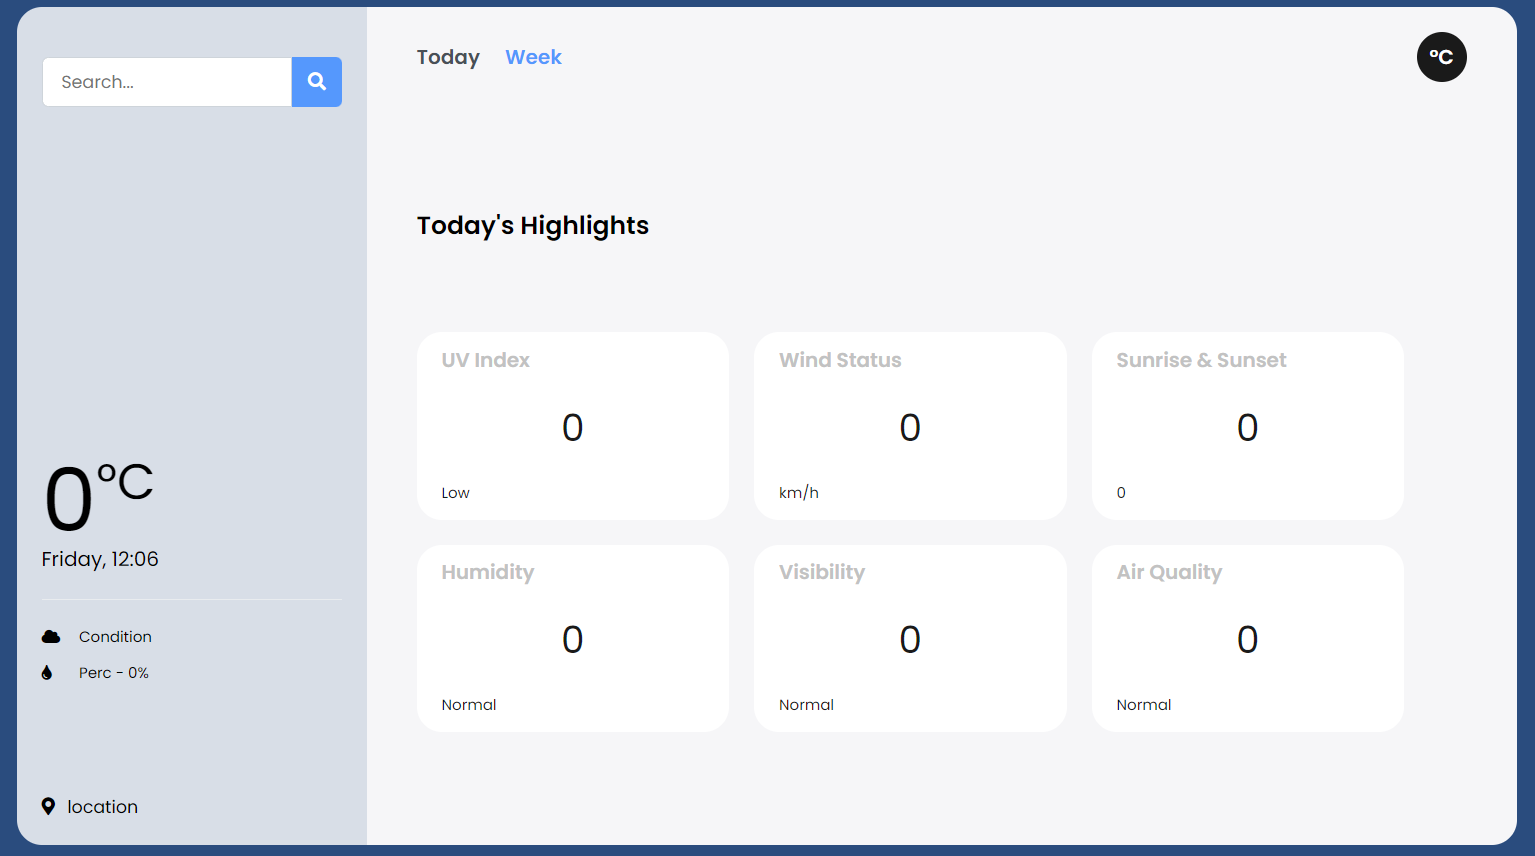 Search...
0°C
Friday, 12:06
Condition
Perc - 0%
location
Today Week
°C
Today's Highlights
UV Index
0
Low
Wind Status
0
km/h
Sunrise & Sunset
0
0
Humidity
0
Normal
Visibility
0
Normal
Air Quality
0
Normal